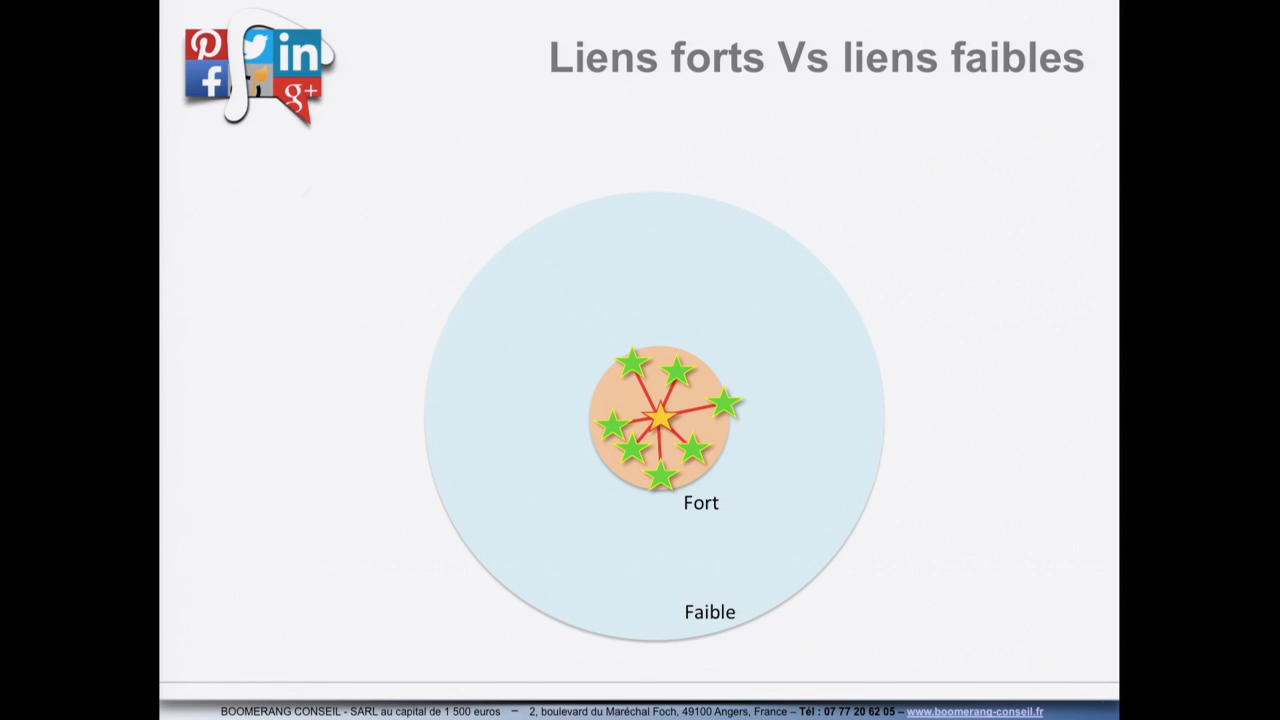 Liens forts Vs liens faibles
in
g+
Fort
Faible
BOOMERANG CONSEIL - SARL au capital de 1 500 euros – 2, boulevard du Maréchal Foch, 49100 Angers, France – Tél : 07 77 20 62 05 – www.boomerang-conseil.fr